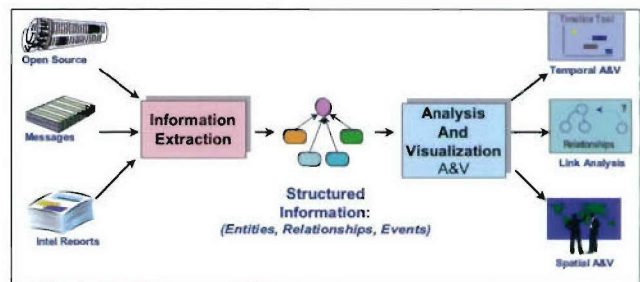 Open Source
Messages
Intel Reports
Information
Extraction
Structured
Information:
(Entities, Relationships, Events)
Analysis
And
Visualization
A&V
Timeline Tool
Temporal A&V
?
Relationships
Link Analysis
Spatial A&V